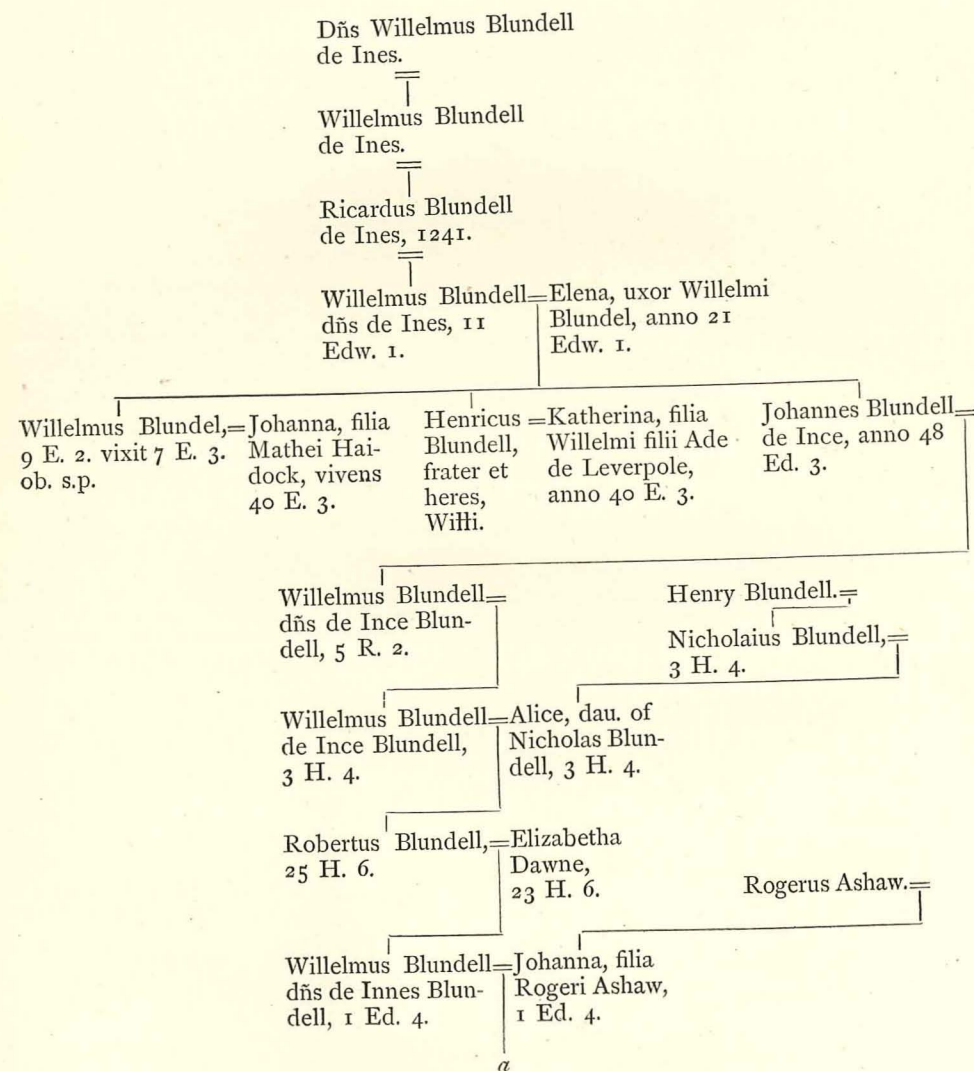 Dñs Willelmus Blundell
de Ines.
Willelmus Blundell
de Ines.
Ricardus Blundell
de Ines, 1241.
Willelmus Blundell=
dñs de Ines, 11
Edw. 1.
Elena, uxor Willelmi
Blundel, anno 21
Edw. 1.
Willelmus Blundel,=
9 E. 2. vixit 7 E. 3.
ob. s.p.
Johanna, filia
Mathei Hai-
dock, vivens
40 E. 3.
Henricus =
Blundell,
frater et
heres,
Willi.
Katherina, filia
Willelmi filii Ade
de Leverpole,
anno 40 E. 3.
Johannes Blundell=
de Ince, anno 48
Ed. 3.
Willelmus Blundell=
dñs de Ince Blun-
dell, 5 R. 2.
Henry Blundell.=
Nicholaius Blundell,=
3 H. 4.
Willelmus Blundell=
de Ince Blundell,
3 H. 4.
Alice, dau. of
Nicholas Blun-
dell, 3 H. 4.
Robertus Blundell,=
25 H. 6.
Elizabetha
Dawne,
23 H. 6.
Rogerus Ashaw.=
Willelmus Blundell=
dñs de Innes Blun-
dell, 1 Ed. 4.
Johanna, filia
Rogeri Ashaw,
1 Ed. 4.
a